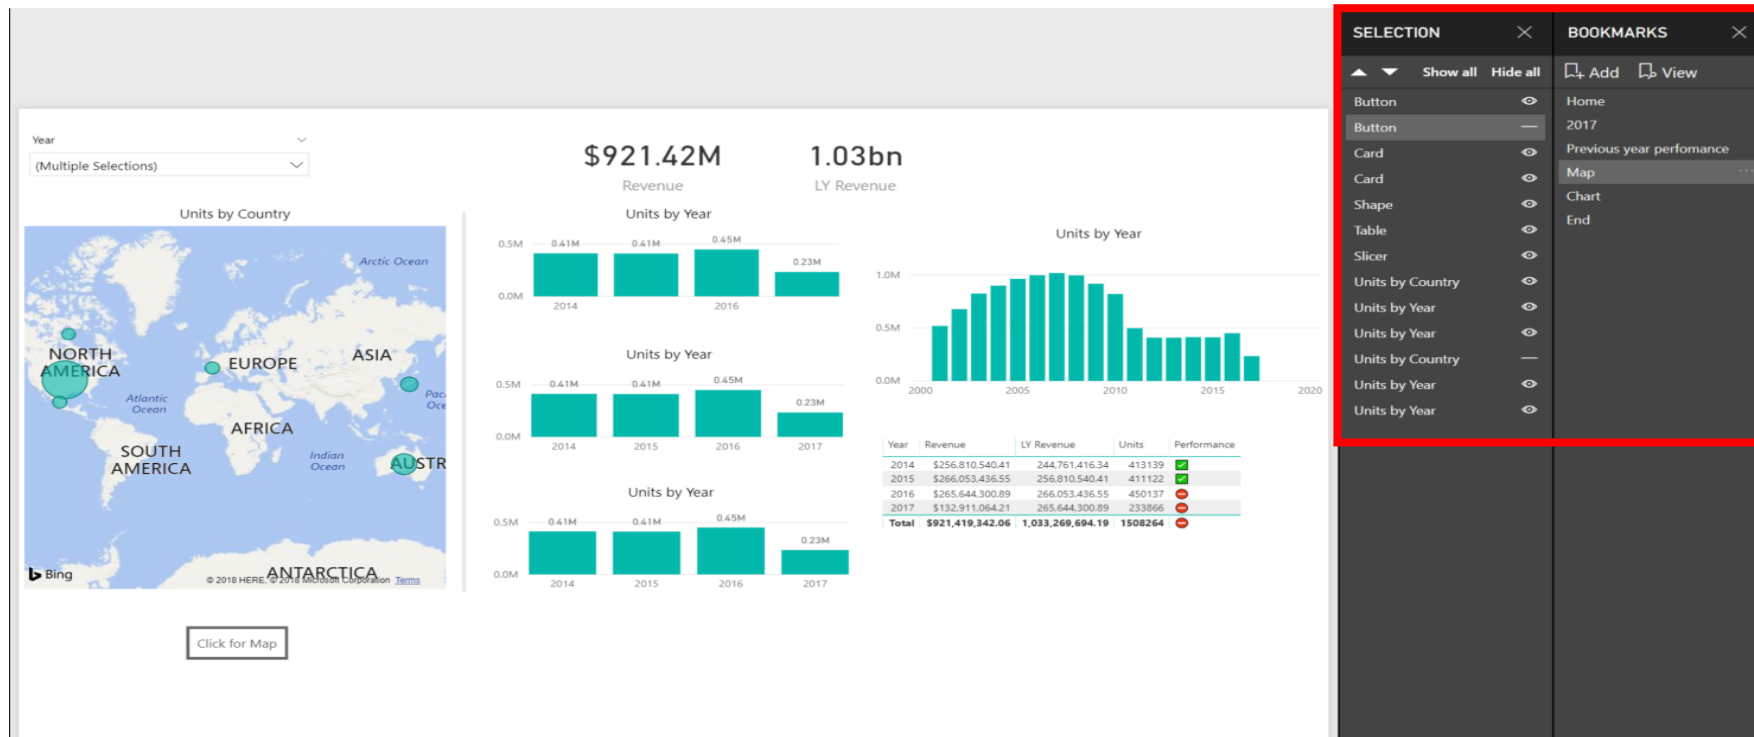 Year
(Multiple Selections)
$921.42M
Revenue
1.03bn
LY Revenue
Units by Country
Arctic Ocean
NORTH
AMERICA
EUROPE
ASIA
Atlantic
Ocean
AFRICA
SOUTH
AMERICA
Indian
Ocean
AUSTR
ANTARCTICA
Bing
© 2018 HERE, © 2018 Microsoft Corporation Terms
Click for Map
Units by Year
0.5M
0.0M
0.41M 0.41M 0.45M 0.23M
2014 2016
Units by Year
0.5M
0.0M
0.41M 0.41M 0.45M 0.23M
2014 2015 2016 2017
Units by Year
0.5M
0.0M
0.41M 0.41M 0.45M 0.23M
2014 2015 2016 2017
Units by Year
1.0M
0.5M
0.0M
2000 2005 2010 2015 2020
Year Revenue LY Revenue Units Performance
2014 $256,810,540.41 244,761,416.34 413139
2015 $266,053,436.55 256,810,540.41 411122
2016 $265,644,300.89 266,053,436.55 450137
2017 $132,911,064.21 265,644,300.89 233866
Total $921,419,342.06 1,033,269,694.19 1508264
SELECTION
Show all Hide all
Button
Button
Card
Card
Shape
Table
Slicer
Units by Country
Units by Year
Units by Year
Units by Country
Units by Year
Units by Year
BOOKMARKS
Add View
Home
2017
Previous year perfomance
Map
Chart
End